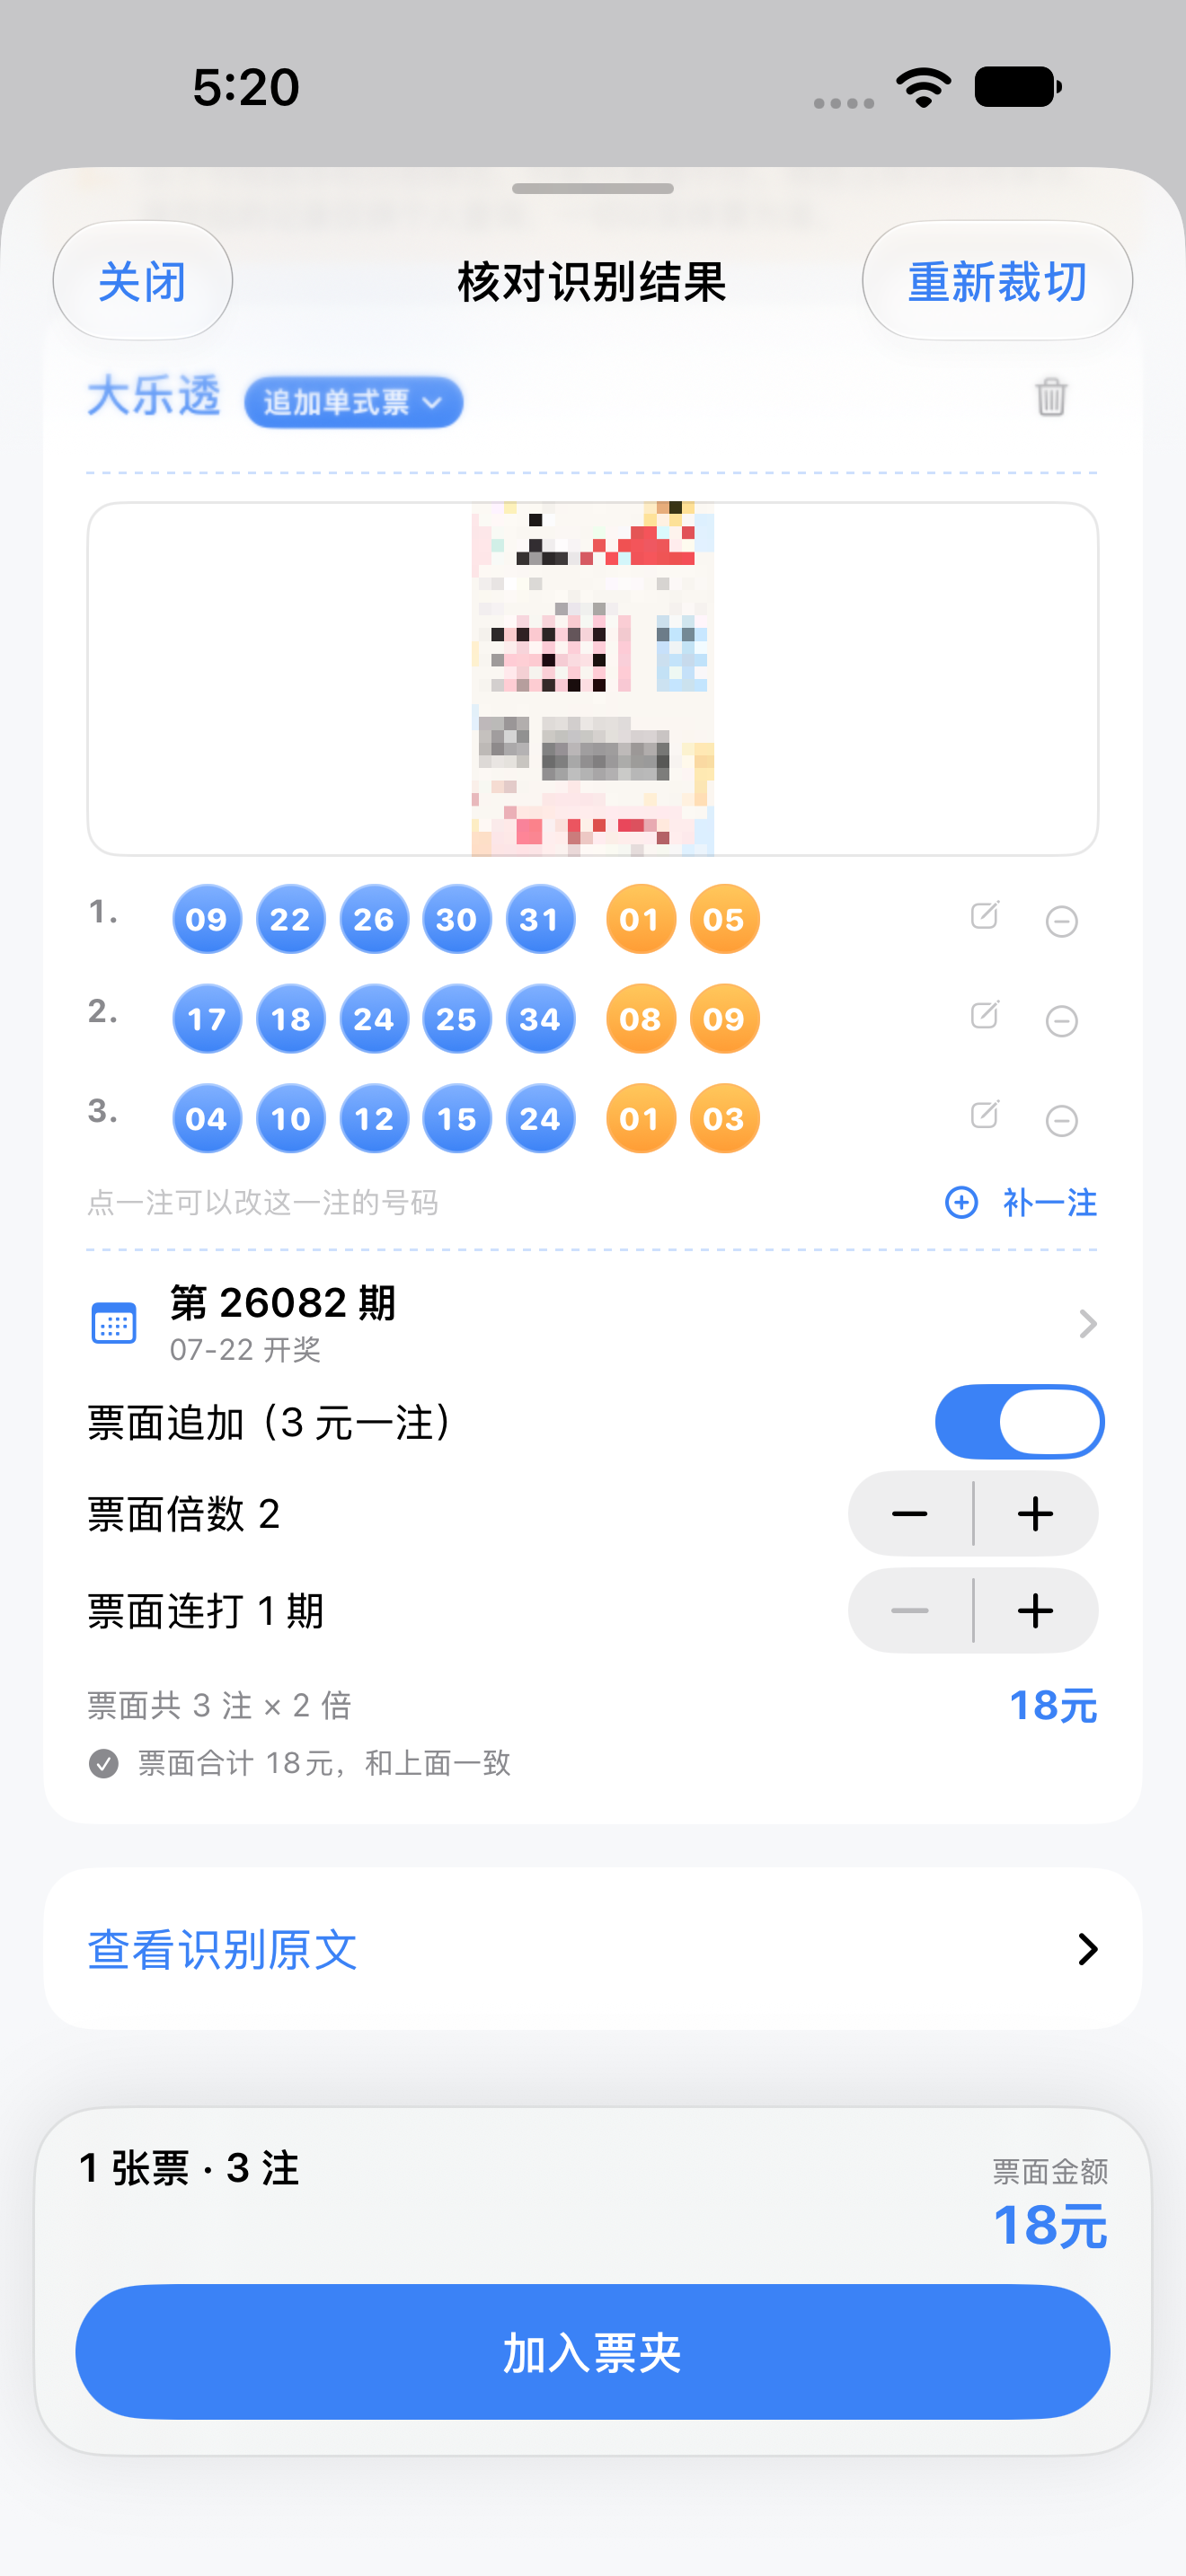 5:20
关闭
核对识别结果
重新裁切
大乐透
追加单式票
1.
09 22 26 30 31 01 05
2.
17 18 24 25 34 08 09
3.
04 10 12 15 24 01 03
点一注可以改这一注的号码
补一注
第 26082 期
07-22 开奖
票面追加（3 元一注）
票面倍数 2
票面连打 1 期
票面共 3 注 × 2 倍
18元
票面合计 18元，和上面一致
查看识别原文
1 张票 · 3 注
票面金额
18元
加入票夹